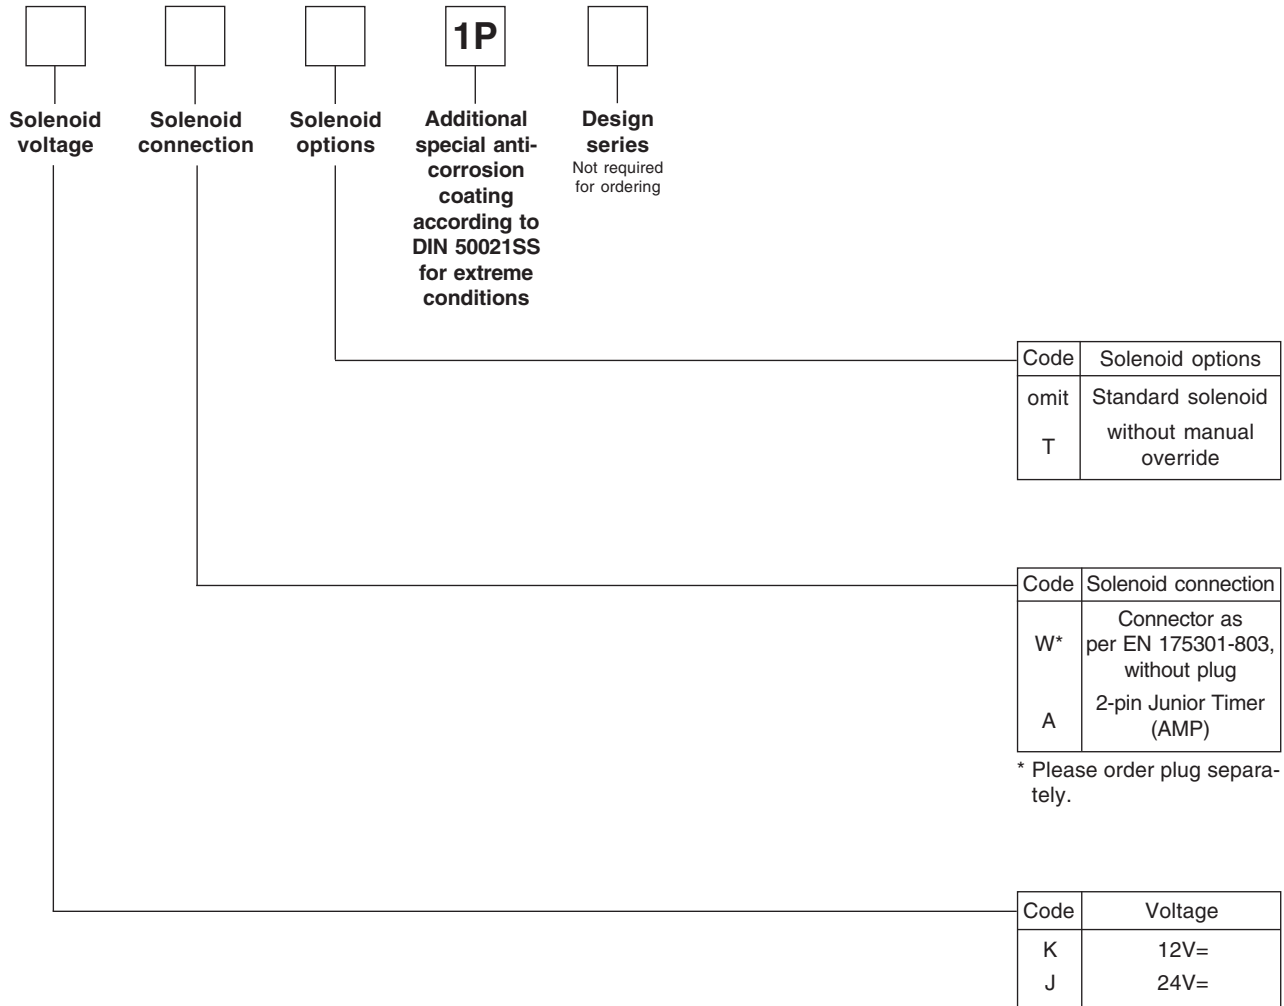 1P
Solenoid
voltage
Solenoid
connection
Solenoid
options
Additional
special anti-
corrosion
coating
according to
DIN 50021SS
for extreme
conditions
Design
series
Not required
for ordering
Code Solenoid options
omit Standard solenoid
T without manual
override
Code Solenoid connection
W* Connector as
per EN 175301-803,
without plug
A 2-pin Junior Timer
(AMP)
* Please order plug separa-
tely.
Code Voltage
K 12V=
J 24V=